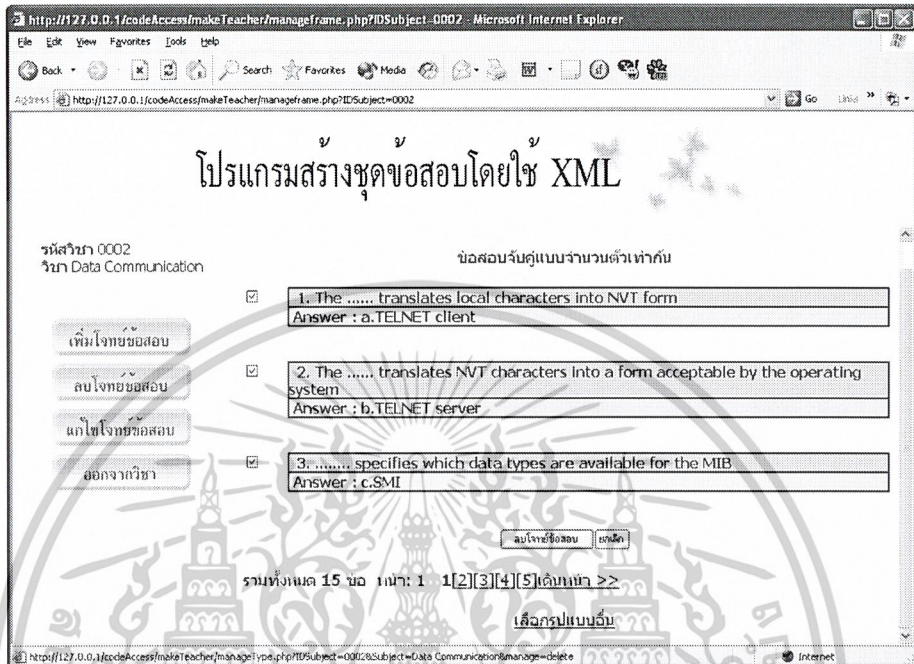 http://127.0.0.1/codeAccess/makeTeacher/manageframe.php?IDSubject=0002 - Microsoft Internet Explorer
File Edit View Favorites Tools Help
Back Search Favorites Media
Address http://127.0.0.1/codeAccess/makeTeacher/manageframe.php?IDSubject=0002 Go Links »
โปรแกรมสร้างชุดข้อสอบโดยใช้ XML
รหัสวิชา 0002
วิชา Data Communication
เพิ่มโจทย์ข้อสอบ
ลบโจทย์ข้อสอบ
แก้ไขโจทย์ข้อสอบ
ออกจากวิชา
ข้อสอบจับคู่แบบจำนวนตัวเท่ากัน
1. The ...... translates local characters into NVT form
Answer : a.TELNET client
2. The ...... translates NVT characters into a form acceptable by the operating
system
Answer : b.TELNET server
3. ........ specifies which data types are available for the MIB
Answer : c.SMI
ลบโจทย์ข้อสอบ ยกเลิก
รวมทั้งหมด 15 ข้อ หน้า: 1 1[2][3][4][5]เดินหน้า >>
เลือกรูปแบบอื่น
http://127.0.0.1/codeAccess/makeTeacher/manageType.php?IDSubject=0002&Subject=Data Communication&manage=delete Internet